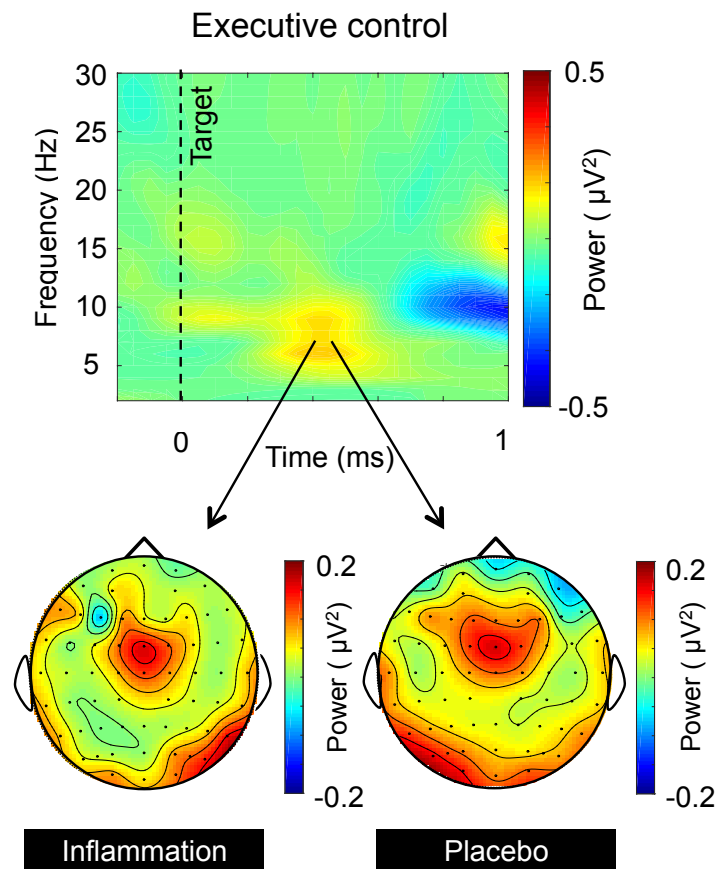 Executive control
30
25
20
15
10
5
Frequency (Hz)
Target
0
1
Time (ms)
0.5
-0.5
Power ( µV²)
0.2
-0.2
Power ( µV²)
0.2
-0.2
Power ( µV²)
Inflammation
Placebo